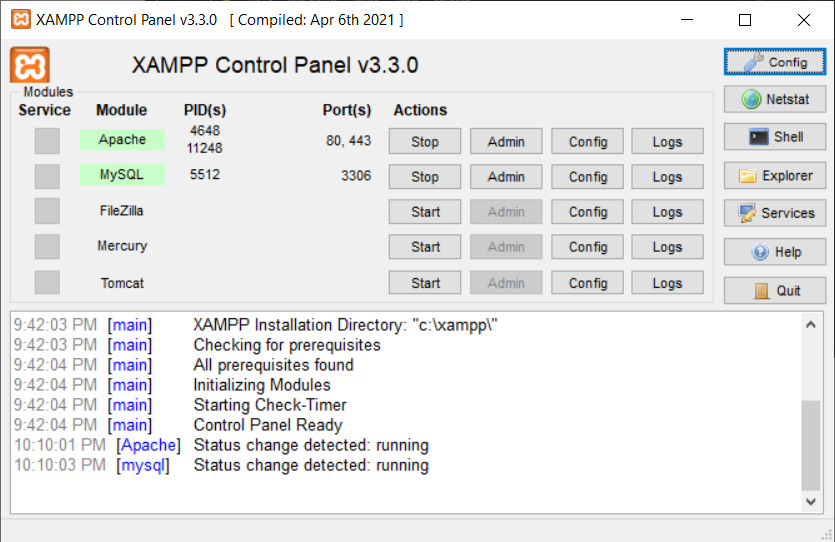 XAMPP Control Panel v3.3.0 [ Compiled: Apr 6th 2021 ]
XAMPP Control Panel v3.3.0
Config
Modules
Service Module PID(s) Port(s) Actions
Apache 4648 11248 80, 443 Stop Admin Config Logs
MySQL 5512 3306 Stop Admin Config Logs
FileZilla Start Admin Config Logs
Mercury Start Admin Config Logs
Tomcat Start Admin Config Logs
Netstat
Shell
Explorer
Services
Help
Quit
9:42:03 PM [main] XAMPP Installation Directory: "c:\xampp\"
9:42:03 PM [main] Checking for prerequisites
9:42:04 PM [main] All prerequisites found
9:42:04 PM [main] Initializing Modules
9:42:04 PM [main] Starting Check-Timer
9:42:04 PM [main] Control Panel Ready
10:10:01 PM [Apache] Status change detected: running
10:10:03 PM [mysql] Status change detected: running